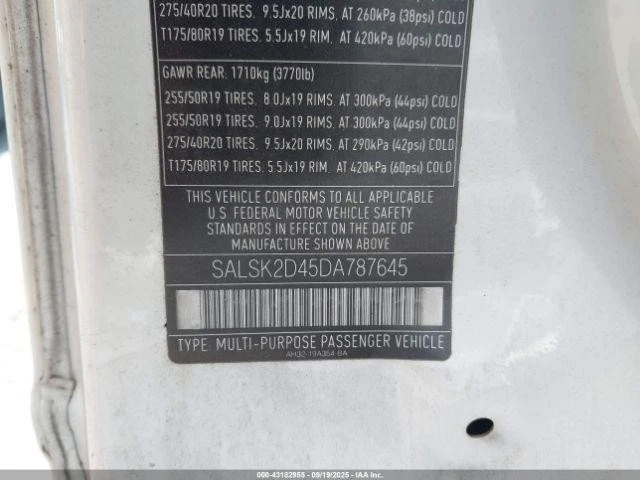 275/40R20 TIRES. 9.5Jx20 RIMS. AT 260kPa (38psi) COLD
T175/80R19 TIRES. 5.5Jx19 RIM. AT 420kPa (60psi) COLD
GAWR REAR. 1710kg (3770lb)
255/50R19 TIRES. 8.0Jx19 RIMS. AT 300kPa (44psi) COLD
255/50R19 TIRES. 9.0Jx19 RIMS. AT 300kPa (44psi) COLD
275/40R20 TIRES. 9.5Jx20 RIMS. AT 290kPa (42psi) COLD
T175/80R19 TIRES. 5.5Jx19 RIM. AT 420kPa (60psi) COLD
THIS VEHICLE CONFORMS TO ALL APPLICABLE
U.S. FEDERAL MOTOR VEHICLE SAFETY
STANDARDS IN EFFECT ON THE DATE OF
MANUFACTURE SHOWN ABOVE
SALSK2D45DA787645
TYPE: MULTI-PURPOSE PASSENGER VEHICLE
AH32-19A354-BA
000-43182955 - 09/19/2025 - IAAI.COM